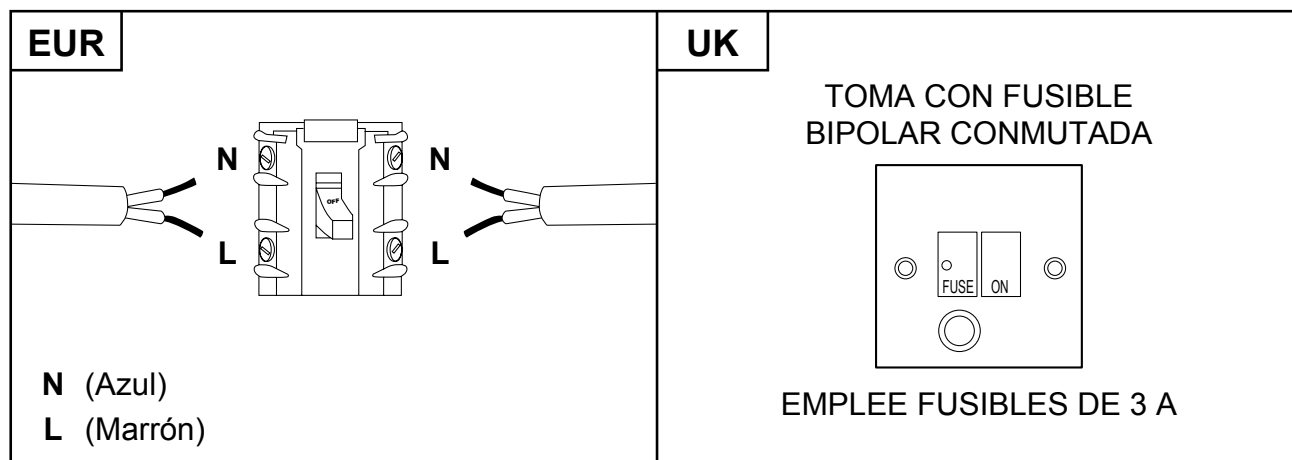 EUR
N
N
L
L
OFF
N (Azul)
L (Marrón)
UK
TOMA CON FUSIBLE
BIPOLAR CONMUTADA
FUSE ON
EMPLEE FUSIBLES DE 3 A